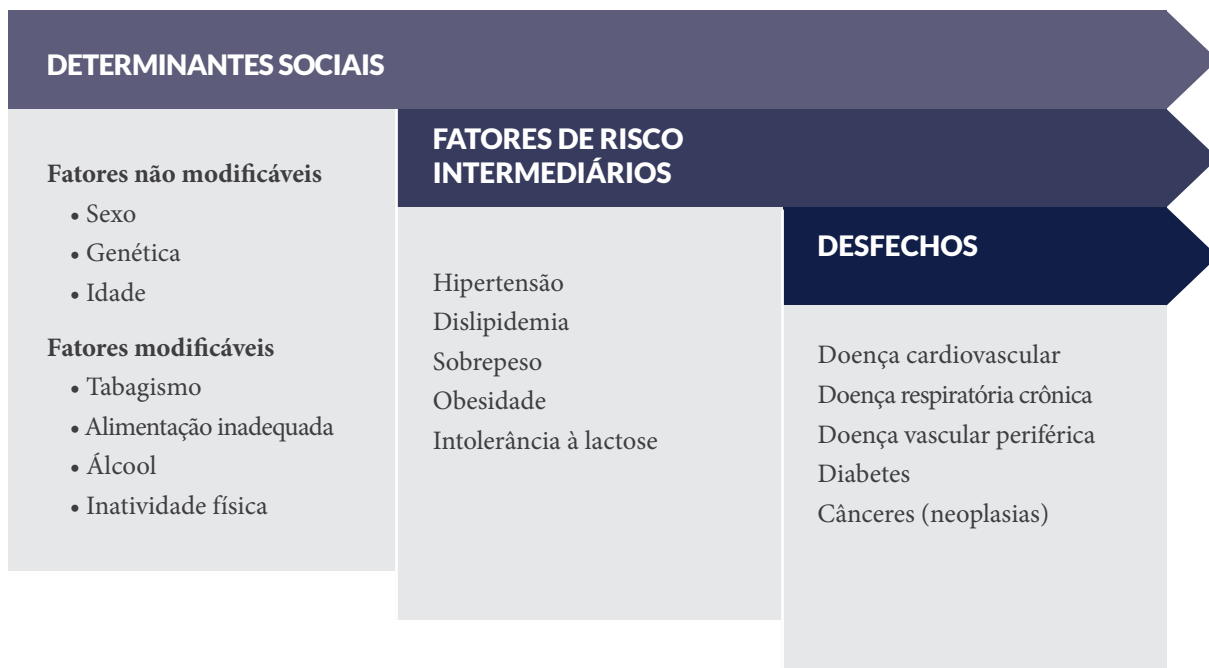 DETERMINANTES SOCIAIS
Fatores não modificáveis
• Sexo
• Genética
• Idade
Fatores modificáveis
• Tabagismo
• Alimentação inadequada
• Álcool
• Inatividade física
FATORES DE RISCO
INTERMEDIÁRIOS
Hipertensão
Dislipidemia
Sobrepeso
Obesidade
Intolerância à lactose
DESFECHOS
Doença cardiovascular
Doença respiratória crônica
Doença vascular periférica
Diabetes
Cânceres (neoplasias)